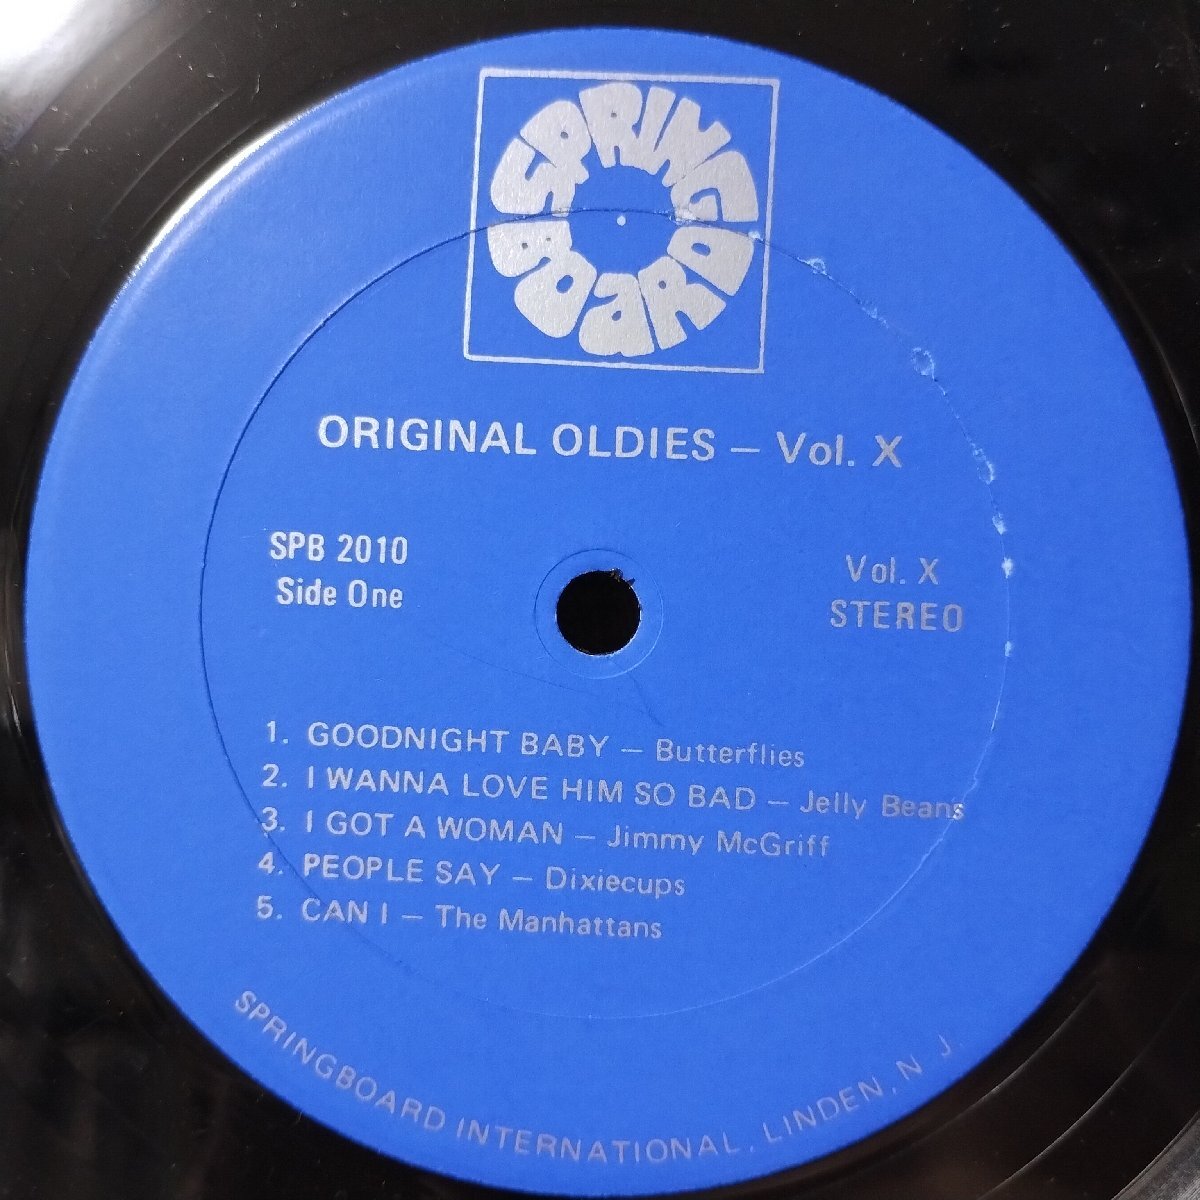 SPRING
BOARD
ORIGINAL OLDIES – Vol. X
SPB 2010
Side One
Vol. X
STEREO
1. GOODNIGHT BABY – Butterflies
2. I WANNA LOVE HIM SO BAD – Jelly Beans
3. I GOT A WOMAN – Jimmy McGriff
4. PEOPLE SAY – Dixiecups
5. CAN I – The Manhattans
SPRINGBOARD INTERNATIONAL, LINDEN, N J.